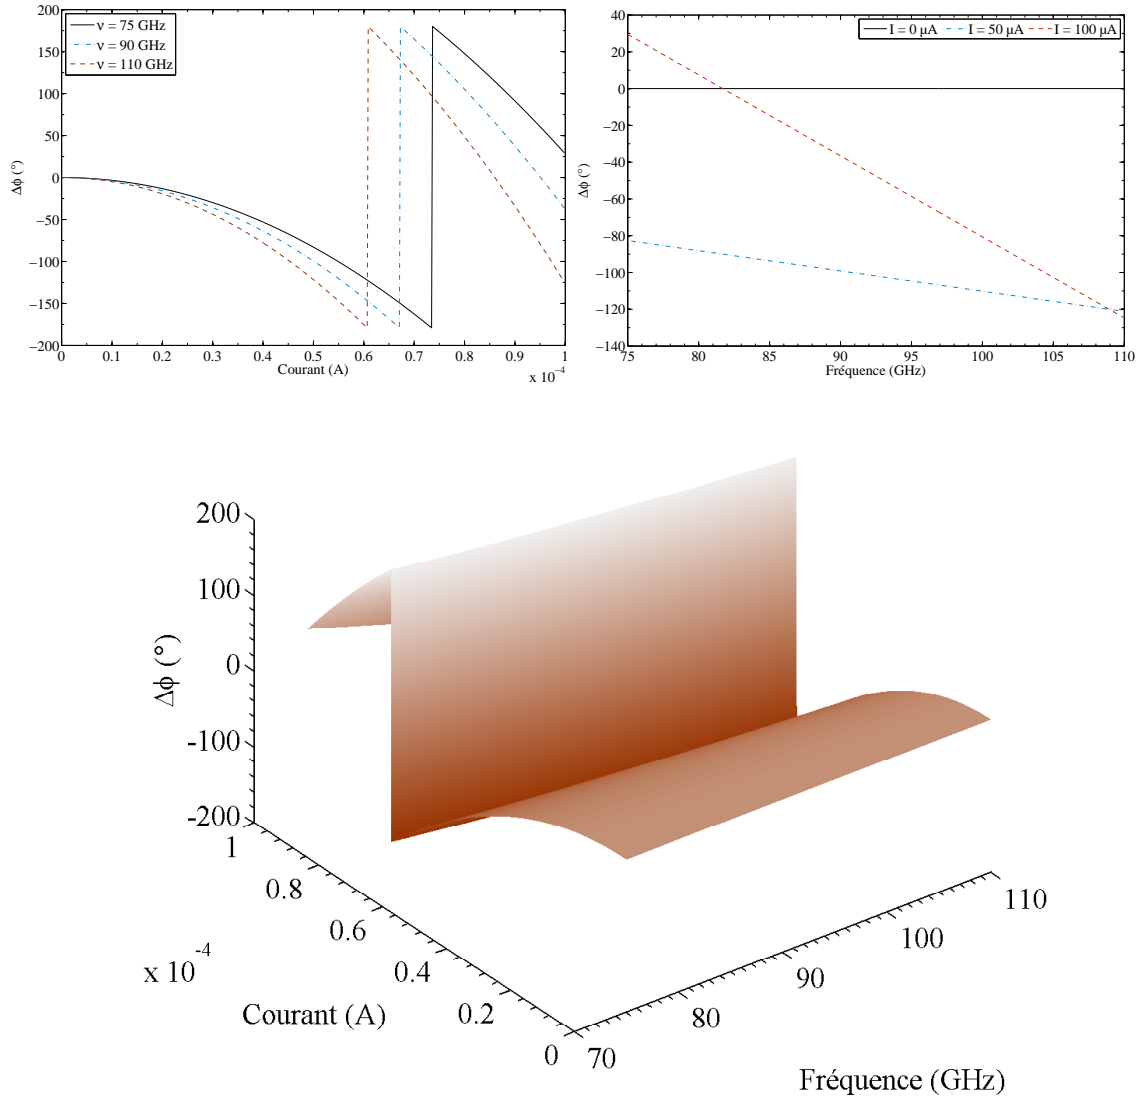 ν = 75 GHz
ν = 90 GHz
ν = 110 GHz
200
150
100
50
0
−50
−100
−150
−200
Δϕ (°)
0 0.1 0.2 0.3 0.4 0.5 0.6 0.7 0.8 0.9 1
Courant (A)
x 10⁻⁴
I = 0 µA I = 50 µA I = 100 µA
40
20
0
−20
−40
−60
−80
−100
−120
−140
Δϕ (°)
75 80 85 90 95 100 105 110
Fréquence (GHz)
200
100
0
-100
-200
Δϕ (°)
1
0.8
0.6
0.4
0.2
0
x 10⁻⁴
Courant (A)
70
80
90
100
110
Fréquence (GHz)